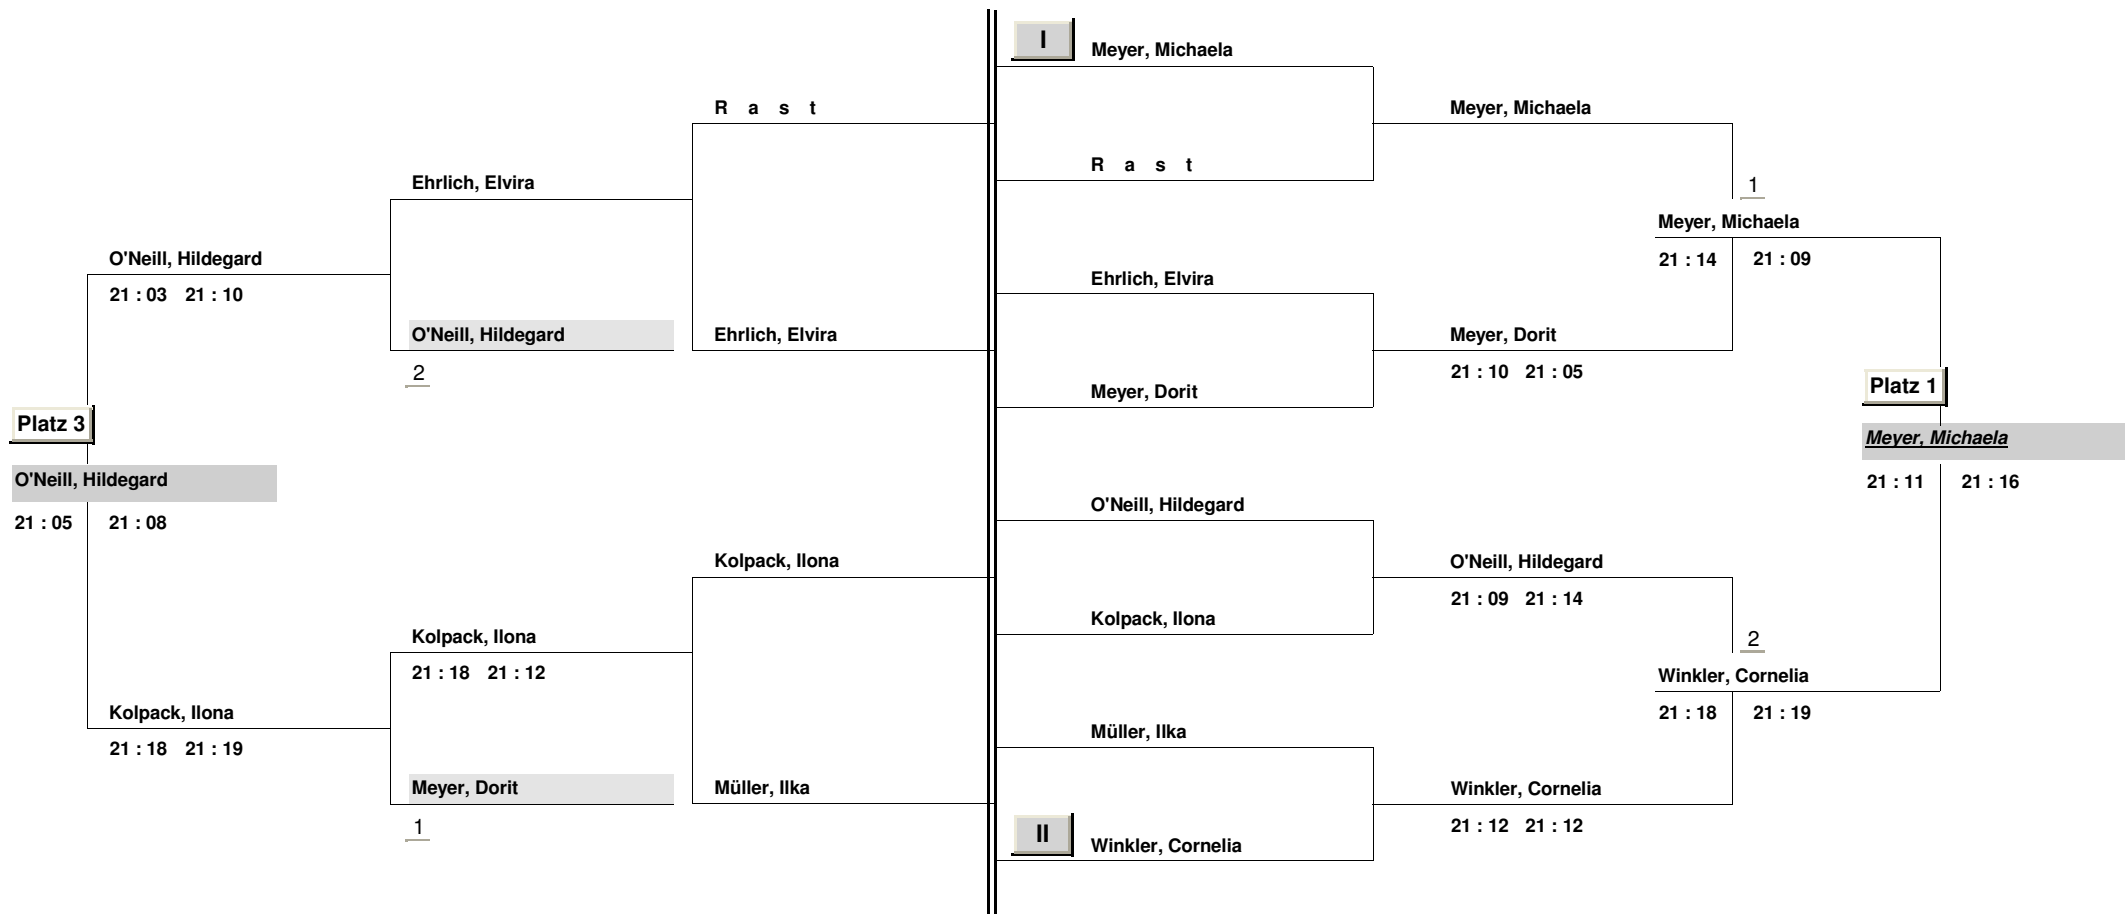 I
Meyer, Michaela
R a s t
Meyer, Michaela
R a s t
Ehrlich, Elvira
1
Meyer, Michaela
O'Neill, Hildegard
21 : 14 21 : 09
Ehrlich, Elvira
21 : 03 21 : 10
O'Neill, Hildegard
Ehrlich, Elvira
Meyer, Dorit
2
21 : 10 21 : 05
Platz 1
Meyer, Dorit
Platz 3
Meyer, Michaela
O'Neill, Hildegard
21 : 11 21 : 16
O'Neill, Hildegard
21 : 05 21 : 08
Kolpack, Ilona
O'Neill, Hildegard
21 : 09 21 : 14
Kolpack, Ilona
Kolpack, Ilona
2
21 : 18 21 : 12
Winkler, Cornelia
Kolpack, Ilona
21 : 18 21 : 19
Müller, Ilka
21 : 18 21 : 19
Meyer, Dorit
Müller, Ilka
Winkler, Cornelia
1
21 : 12 21 : 12
II
Winkler, Cornelia